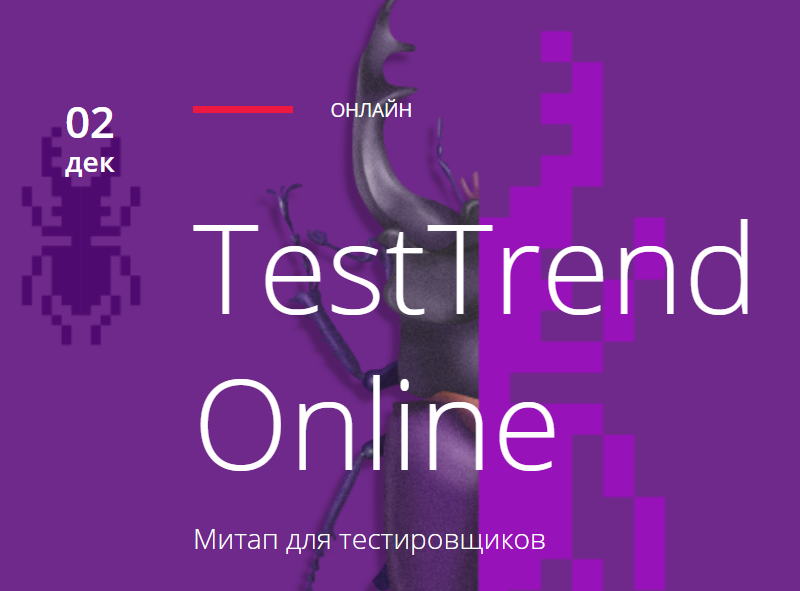 02
дек
ОНЛАЙН
TestTrend
Online
Митап для тестировщиков